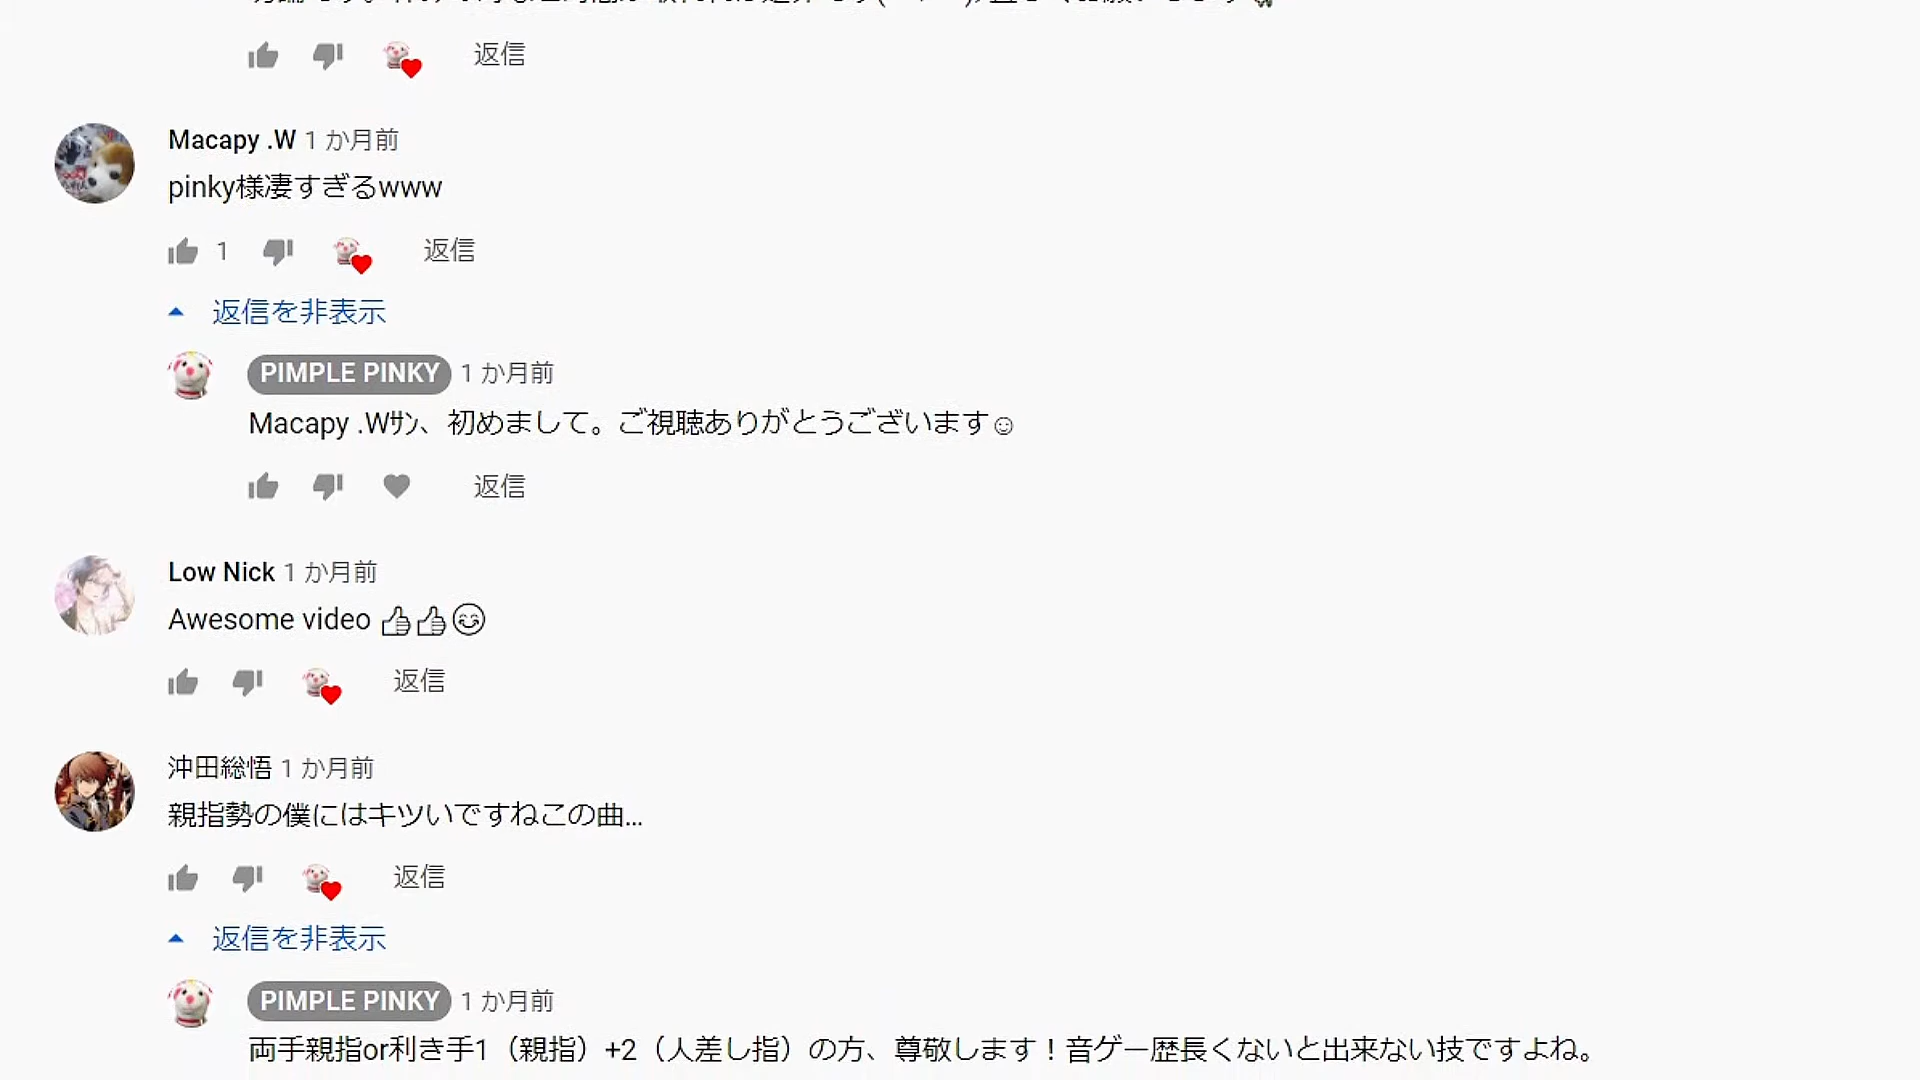 返信
Macapy .W 1 か月前
pinky様凄すぎるwww
1 返信
返信を非表示
PIMPLE PINKY 1 か月前
Macapy .Wｻﾝ、初めまして。ご視聴ありがとうございます☺
返信
Low Nick 1 か月前
Awesome video 👍👍😊
返信
沖田総悟 1 か月前
親指勢の僕にはキツいですねこの曲...
返信
返信を非表示
PIMPLE PINKY 1 か月前
両手親指or利き手1（親指）+2（人差し指）の方、尊敬します！音ゲー歴長くないと出来ない技ですよね。